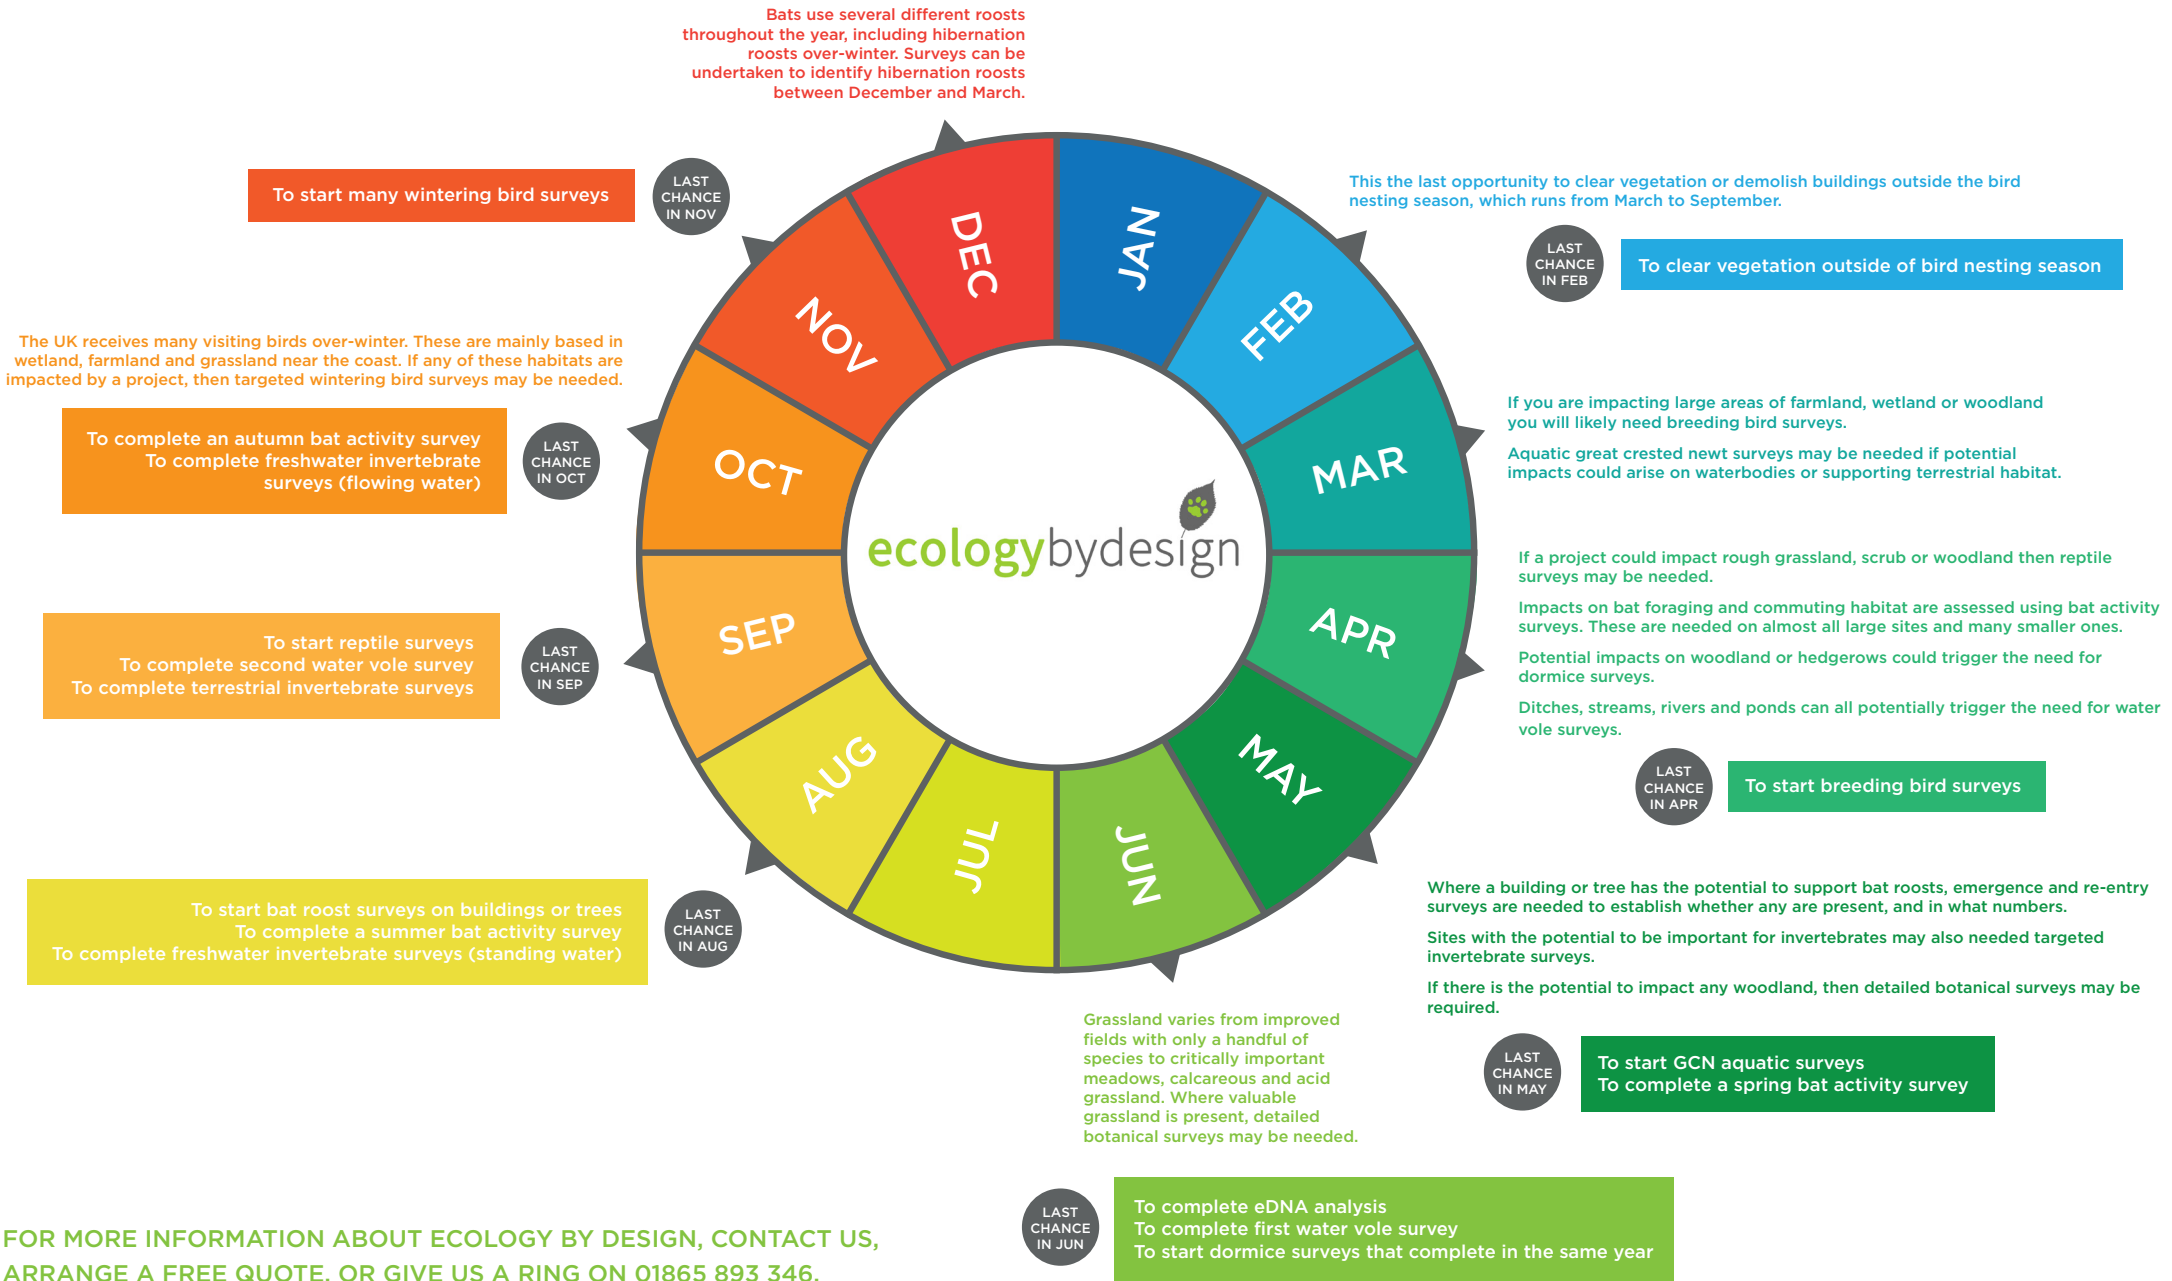 Bats use several different roosts
throughout the year, including hibernation
roosts over-winter. Surveys can be
undertaken to identify hibernation roosts
between December and March.
To start many wintering bird surveys
LAST
CHANCE
IN NOV
This the last opportunity to clear vegetation or demolish buildings outside the bird
nesting season, which runs from March to September.
LAST
CHANCE
IN FEB
To clear vegetation outside of bird nesting season
The UK receives many visiting birds over-winter. These are mainly based in
wetland, farmland and grassland near the coast. If any of these habitats are
impacted by a project, then targeted wintering bird surveys may be needed.
To complete an autumn bat activity survey
To complete freshwater invertebrate
surveys (flowing water)
LAST
CHANCE
IN OCT
JAN
FEB
MAR
APR
MAY
JUN
JUL
AUG
SEP
OCT
NOV
DEC
ecologybydesign
If you are impacting large areas of farmland, wetland or woodland
you will likely need breeding bird surveys.
Aquatic great crested newt surveys may be needed if potential
impacts could arise on waterbodies or supporting terrestrial habitat.
If a project could impact rough grassland, scrub or woodland then reptile
surveys may be needed.
Impacts on bat foraging and commuting habitat are assessed using bat activity
surveys. These are needed on almost all large sites and many smaller ones.
Potential impacts on woodland or hedgerows could trigger the need for
dormice surveys.
Ditches, streams, rivers and ponds can all potentially trigger the need for water
vole surveys.
LAST
CHANCE
IN APR
To start breeding bird surveys
To start reptile surveys
To complete second water vole survey
To complete terrestrial invertebrate surveys
LAST
CHANCE
IN SEP
To start bat roost surveys on buildings or trees
To complete a summer bat activity survey
To complete freshwater invertebrate surveys (standing water)
LAST
CHANCE
IN AUG
Where a building or tree has the potential to support bat roosts, emergence and re-entry
surveys are needed to establish whether any are present, and in what numbers.
Sites with the potential to be important for invertebrates may also needed targeted
invertebrate surveys.
If there is the potential to impact any woodland, then detailed botanical surveys may be
required.
LAST
CHANCE
IN MAY
To start GCN aquatic surveys
To complete a spring bat activity survey
Grassland varies from improved
fields with only a handful of
species to critically important
meadows, calcareous and acid
grassland. Where valuable
grassland is present, detailed
botanical surveys may be needed.
LAST
CHANCE
IN JUN
To complete eDNA analysis
To complete first water vole survey
To start dormice surveys that complete in the same year
FOR MORE INFORMATION ABOUT ECOLOGY BY DESIGN, CONTACT US,
ARRANGE A FREE QUOTE, OR GIVE US A RING ON 01865 893 346.